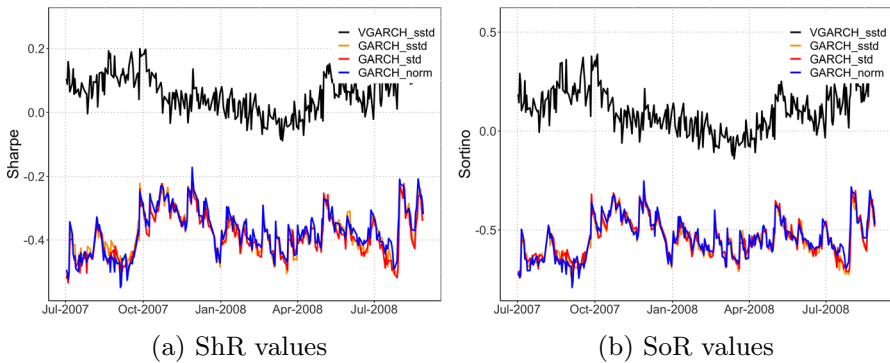 VGARCH_sstd
GARCH_sstd
GARCH_std
GARCH_norm
0.2
0.0
-0.2
-0.4
Sharpe
Jul-2007 Oct-2007 Jan-2008 Apr-2008 Jul-2008
(a) ShR values
VGARCH_sstd
GARCH_sstd
GARCH_std
GARCH_norm
0.5
0.0
-0.5
Sortino
Jul-2007 Oct-2007 Jan-2008 Apr-2008 Jul-2008
(b) SoR values